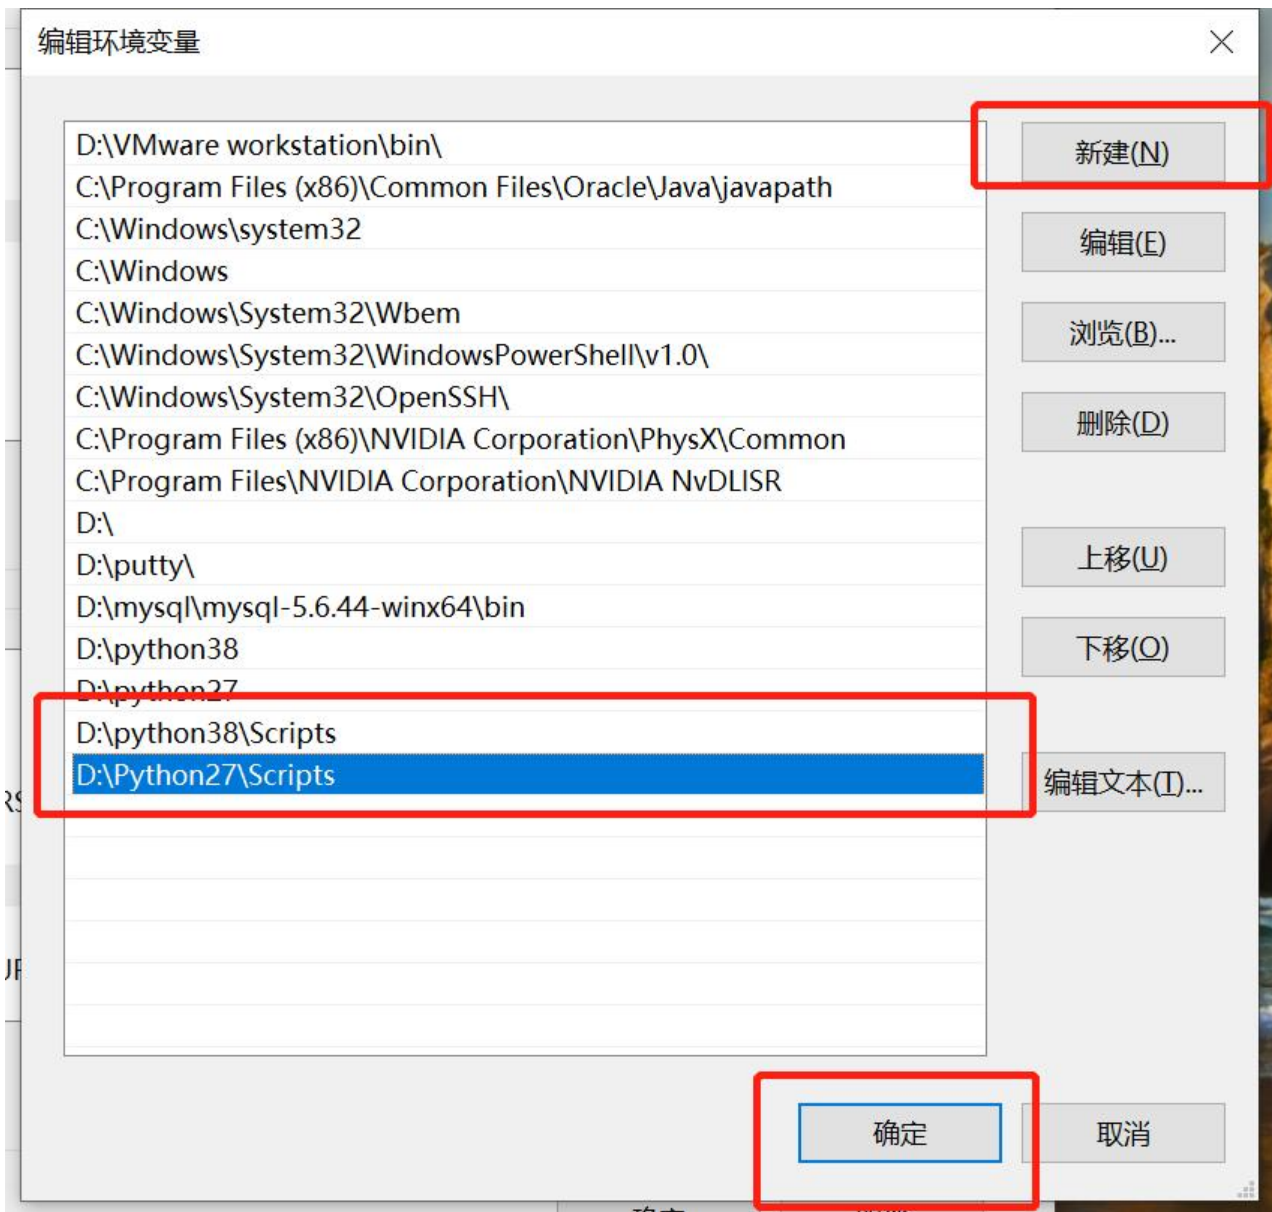 编辑环境变量
D:\VMware workstation\bin\
新建(N)
C:\Program Files (x86)\Common Files\Oracle\Java\javapath
C:\Windows\system32
编辑(E)
C:\Windows
C:\Windows\System32\Wbem
浏览(B)...
C:\Windows\System32\WindowsPowerShell\v1.0\
C:\Windows\System32\OpenSSH\
删除(D)
C:\Program Files (x86)\NVIDIA Corporation\PhysX\Common
C:\Program Files\NVIDIA Corporation\NVIDIA NvDLISR
D:\
上移(U)
D:\putty\
D:\mysql\mysql-5.6.44-winx64\bin
D:\python38
下移(O)
D:\python27
D:\python38\Scripts
D:\Python27\Scripts
编辑文本(T)...
确定
取消